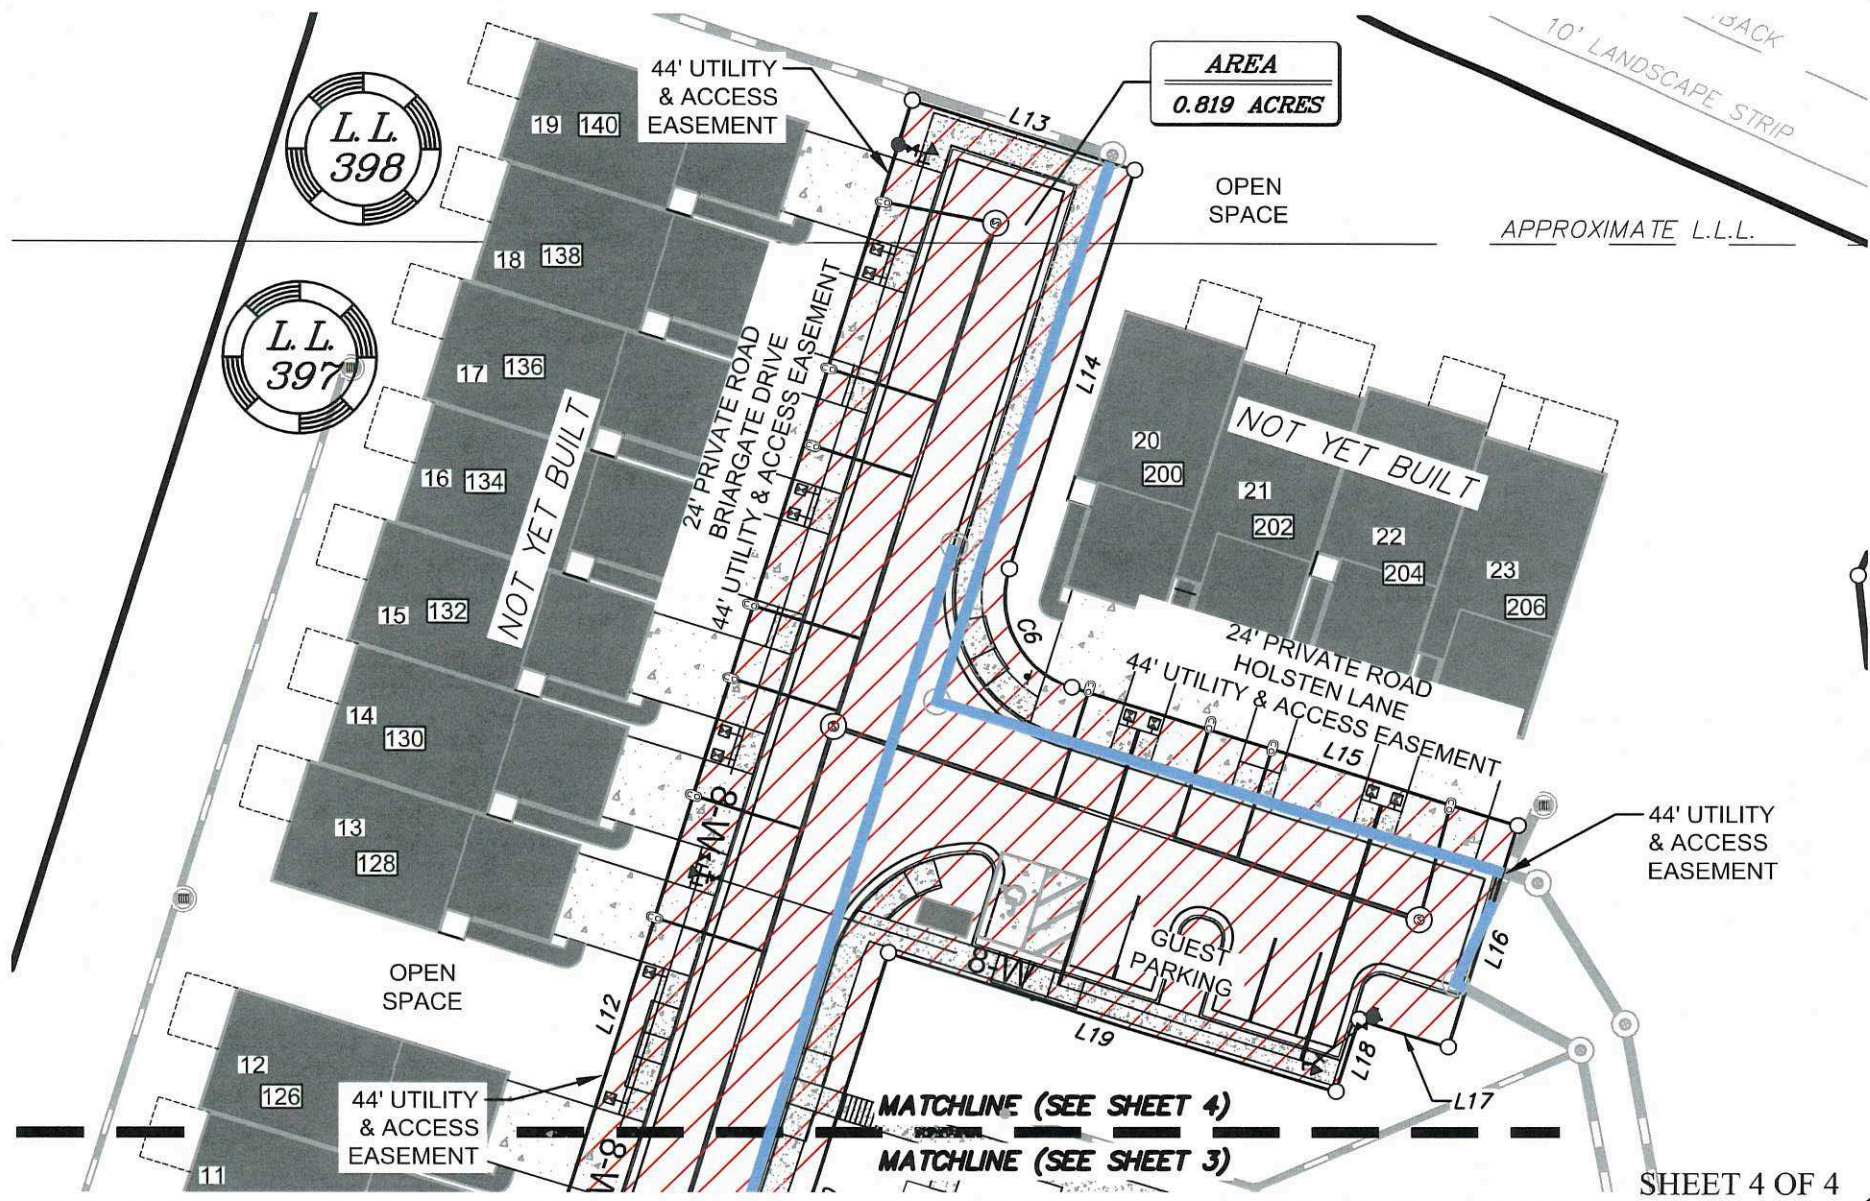 BACK
10' LANDSCAPE STRIP
AREA
0.819 ACRES
44' UTILITY
& ACCESS
EASEMENT
L13
L.L.
398
19 140
OPEN
SPACE
APPROXIMATE L.L.L.
18 138
L.L.
397
17 136
24' PRIVATE ROAD
BRIARGATE DRIVE
44' UTILITY & ACCESS EASEMENT
L14
NOT YET BUILT
NOT YET BUILT
20
200
21
202
22
204
23
206
16 134
15 132
14
130
13
128
C6
24' PRIVATE ROAD
HOLSTEN LANE
44' UTILITY & ACCESS EASEMENT
L15
44' UTILITY
& ACCESS
EASEMENT
8-W
GUEST
PARKING
8-W
L16
OPEN
SPACE
L12
L19
L18
L17
12
126
44' UTILITY
& ACCESS
EASEMENT
8-W
11
MATCHLINE (SEE SHEET 4)
MATCHLINE (SEE SHEET 3)
SHEET 4 OF 4